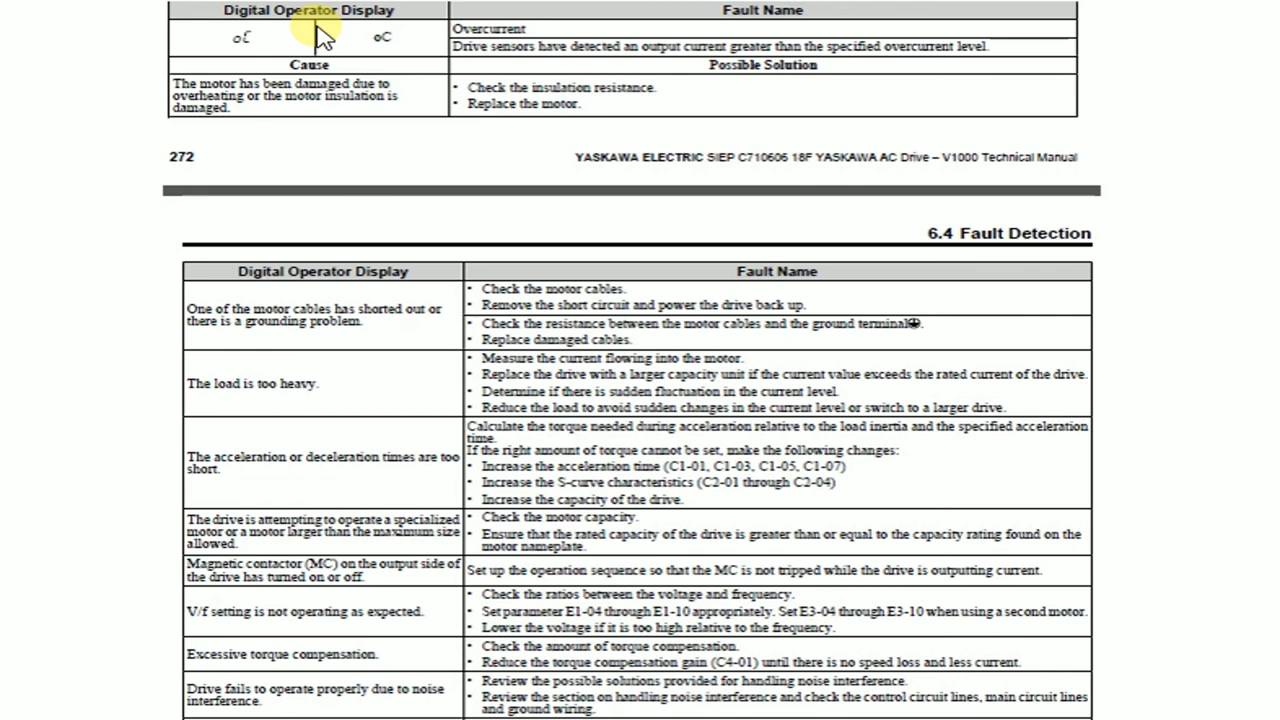 Digital Operator Display Fault Name
oC oC Overcurrent
Drive sensors have detected an output current greater than the specified overcurrent level.
Cause Possible Solution
The motor has been damaged due to
overheating or the motor insulation is
damaged.
• Check the insulation resistance.
• Replace the motor.
272 YASKAWA ELECTRIC SIEP C710606 18F YASKAWA AC Drive – V1000 Technical Manual
6.4 Fault Detection
Digital Operator Display Fault Name
One of the motor cables has shorted out or
there is a grounding problem.
• Check the motor cables.
• Remove the short circuit and power the drive back up.
• Check the resistance between the motor cables and the ground terminal⏚.
• Replace damaged cables.
The load is too heavy.
• Measure the current flowing into the motor.
• Replace the drive with a larger capacity unit if the current value exceeds the rated current of the drive.
• Determine if there is sudden fluctuation in the current level.
• Reduce the load to avoid sudden changes in the current level or switch to a larger drive.
The acceleration or deceleration times are too
short.
Calculate the torque needed during acceleration relative to the load inertia and the specified acceleration
time.
If the right amount of torque cannot be set, make the following changes:
• Increase the acceleration time (C1-01, C1-03, C1-05, C1-07)
• Increase the S-curve characteristics (C2-01 through C2-04)
• Increase the capacity of the drive.
The drive is attempting to operate a specialized
motor or a motor larger than the maximum size
allowed.
• Check the motor capacity.
• Ensure that the rated capacity of the drive is greater than or equal to the capacity rating found on the
motor nameplate.
Magnetic contactor (MC) on the output side of
the drive has turned on or off.
Set up the operation sequence so that the MC is not tripped while the drive is outputting current.
V/f setting is not operating as expected.
• Check the ratios between the voltage and frequency.
• Set parameter E1-04 through E1-10 appropriately. Set E3-04 through E3-10 when using a second motor.
• Lower the voltage if it is too high relative to the frequency.
Excessive torque compensation.
• Check the amount of torque compensation.
• Reduce the torque compensation gain (C4-01) until there is no speed loss and less current.
Drive fails to operate properly due to noise
interference.
• Review the possible solutions provided for handling noise interference.
• Review the section on handling noise interference and check the control circuit lines, main circuit lines
and ground wiring.